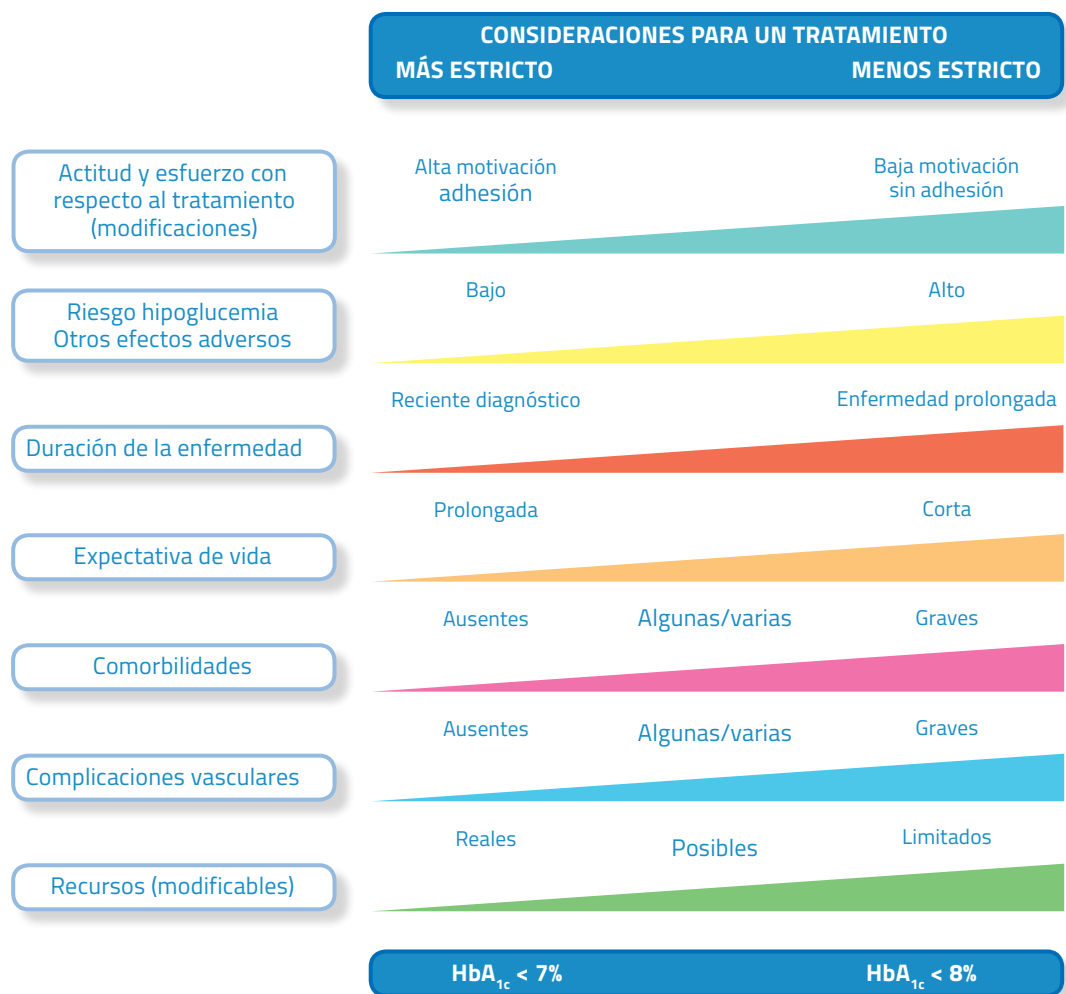 CONSIDERACIONES PARA UN TRATAMIENTO
MÁS ESTRICTO MENOS ESTRICTO
Actitud y esfuerzo con
respecto al tratamiento
(modificaciones)
Alta motivación
adhesión
Baja motivación
sin adhesión
Riesgo hipoglucemia
Otros efectos adversos
Bajo
Alto
Duración de la enfermedad
Reciente diagnóstico
Enfermedad prolongada
Expectativa de vida
Prolongada
Corta
Comorbilidades
Ausentes
Algunas/varias
Graves
Complicaciones vasculares
Ausentes
Algunas/varias
Graves
Recursos (modificables)
Reales
Posibles
Limitados
HbA1c < 7%
HbA1c < 8%